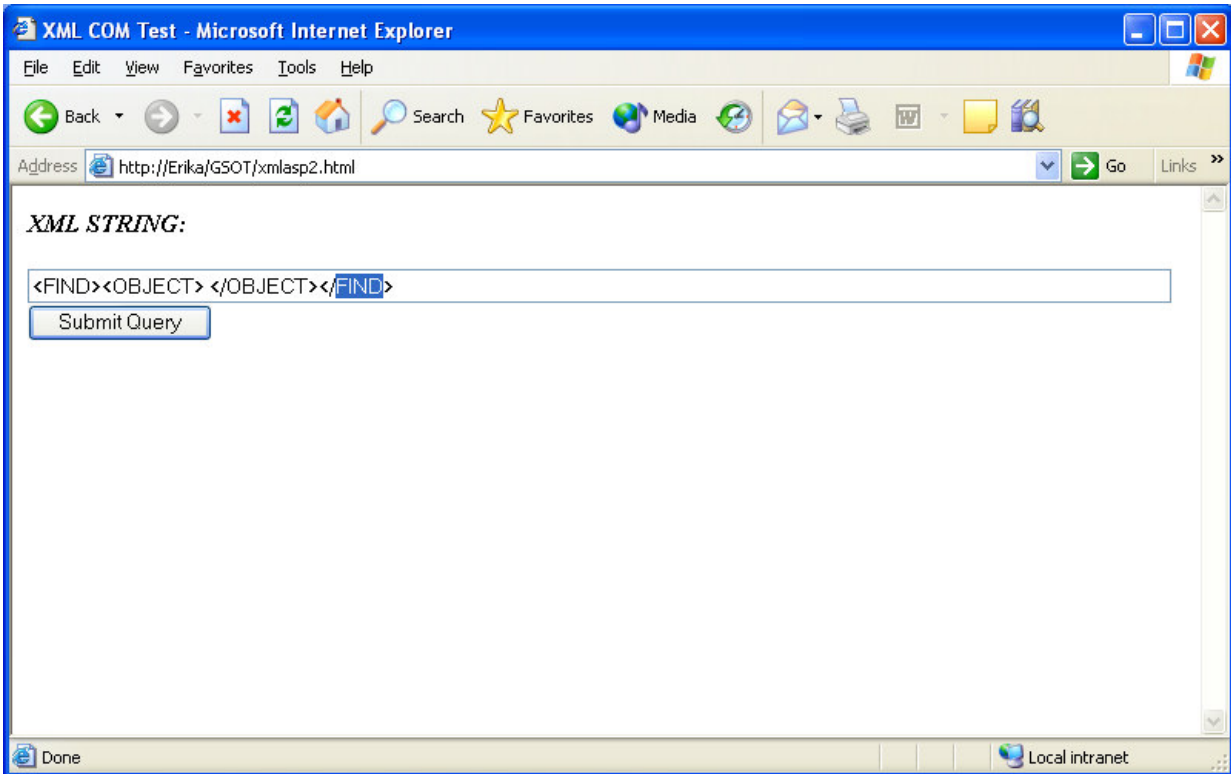 XML COM Test - Microsoft Internet Explorer
File Edit View Favorites Tools Help
Back Search Favorites Media W
Address http://Erika/GSOT/xmlasp2.html Go Links »
XML STRING:
<FIND><OBJECT> </OBJECT></FIND>
Submit Query
Done Local intranet